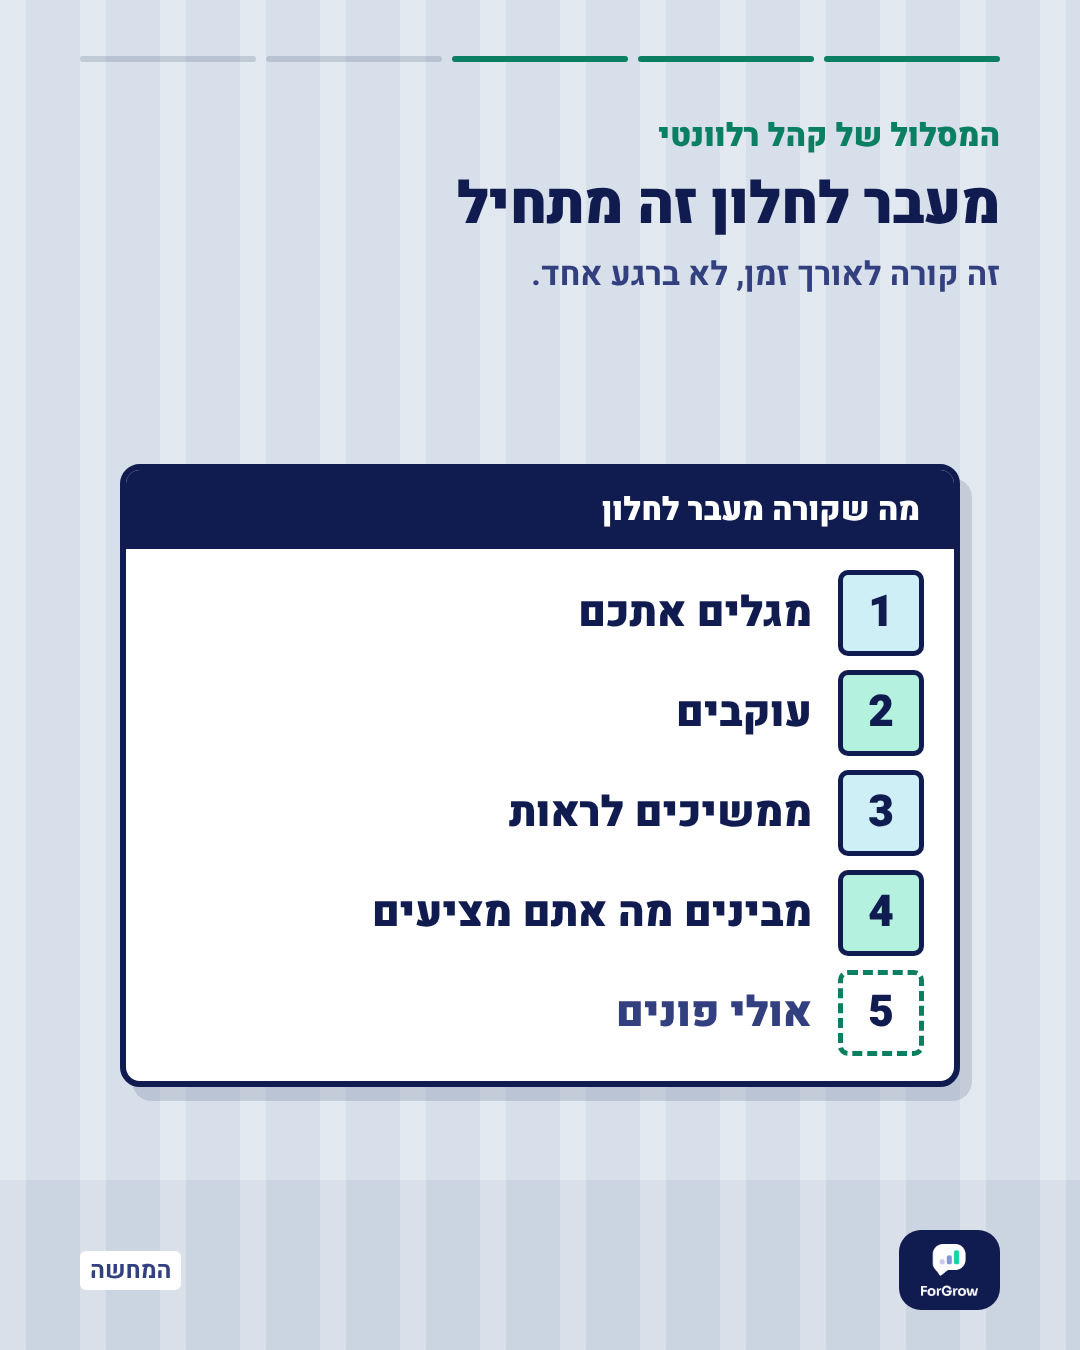 המסלול של קהל רלוונטי
מעבר לחלון זה מתחיל
זה קורה לאורך זמן, לא ברגע אחד.
מה שקורה מעבר לחלון
1 מגלים אתכם
2 עוקבים
3 ממשיכים לראות
4 מבינים מה אתם מציעים
5 אולי פונים
ForGrow
המחשה